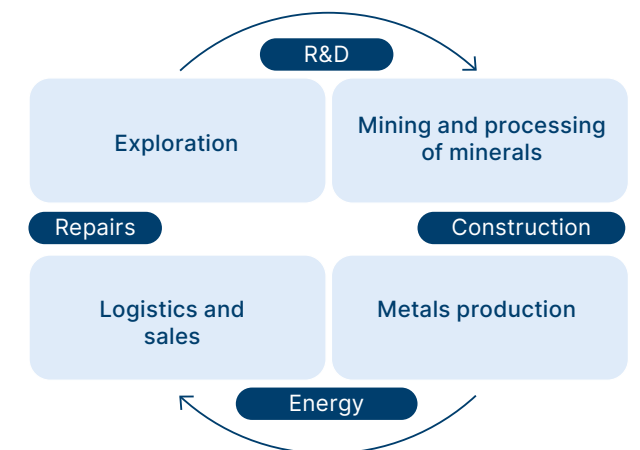 R&D
Exploration
Mining and processing
of minerals
Repairs
Construction
Logistics and
sales
Metals production
Energy